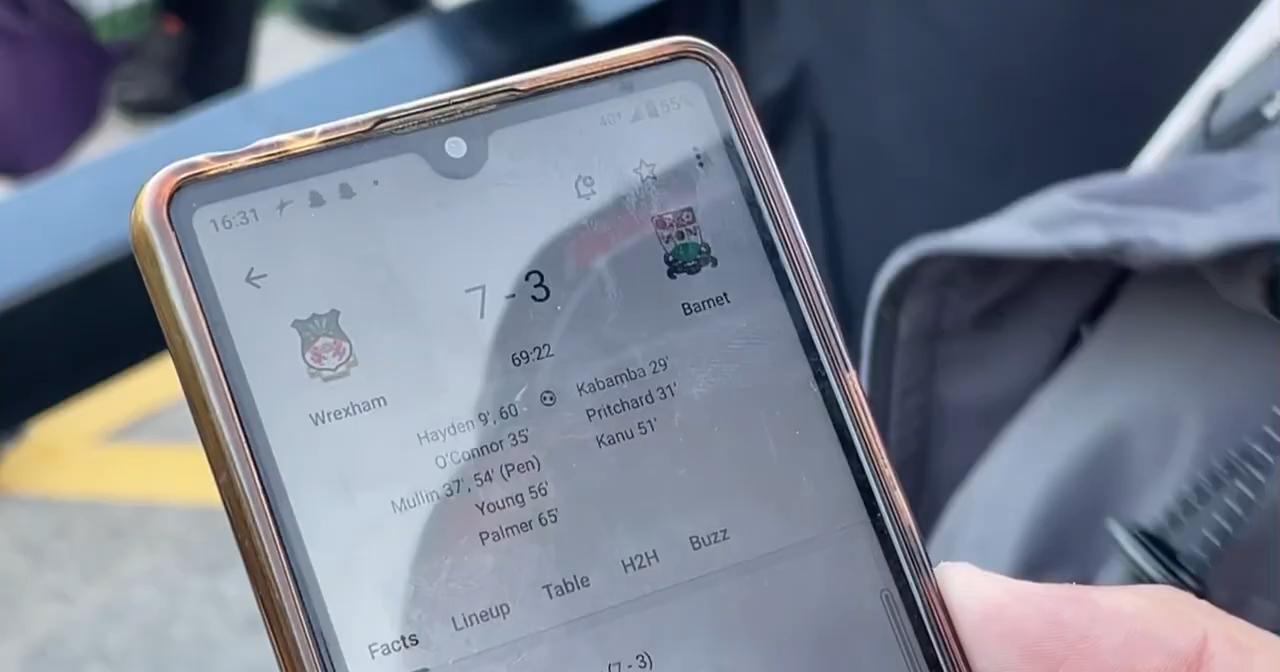 16:31
55%
7 - 3
Wrexham
Barnet
69:22
Hayden 9', 60
O'Connor 35'
Mullin 37', 54' (Pen)
Young 56'
Palmer 65'
Kabamba 29'
Pritchard 31'
Kanu 51'
Facts Lineup Table H2H Buzz
(7 - 3)